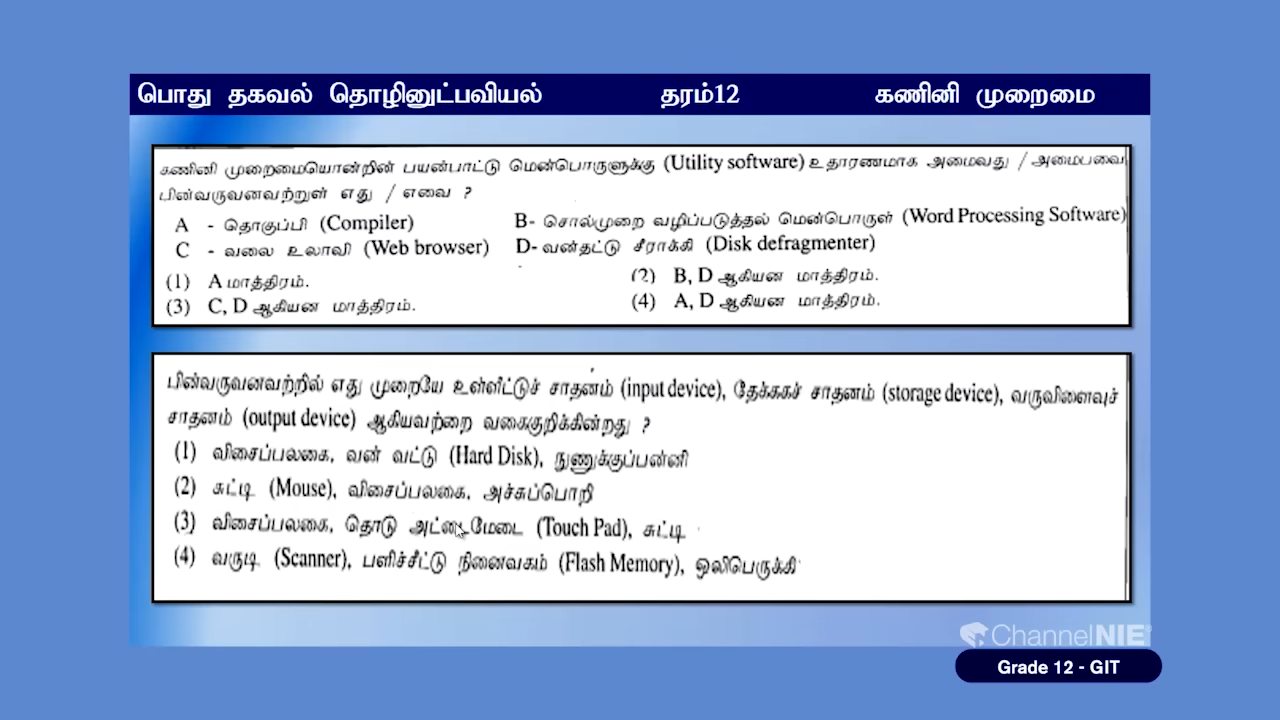 பொது தகவல் தொழினுட்பவியல் தரம்12 கணினி முறைமை
கணினி முறைமையொன்றின் பயன்பாட்டு மென்பொருளுக்கு (Utility software) உதாரணமாக அமைவது / அமைபவை
பின்வருவனவற்றுள் எது / எவை ?
A - தொகுப்பி (Compiler) B- சொல்முறை வழிப்படுத்தல் மென்பொருள் (Word Processing Software)
C - வலை உலாவி (Web browser) D- வன்தட்டு சீராக்கி (Disk defragmenter)
(1) A மாத்திரம். (2) B, D ஆகியன மாத்திரம்.
(3) C, D ஆகியன மாத்திரம். (4) A, D ஆகியன மாத்திரம்.
பின்வருவனவற்றில் எது முறையே உள்ளீட்டுச் சாதனம் (input device), தேக்ககச் சாதனம் (storage device), வருவிளைவுச்
சாதனம் (output device) ஆகியவற்றை வகைகுறிக்கின்றது ?
(1) விசைப்பலகை, வன் வட்டு (Hard Disk), நுணுக்குப்பன்னி
(2) சுட்டி (Mouse), விசைப்பலகை, அச்சுப்பொறி
(3) விசைப்பலகை, தொடு அட்டைமேடை (Touch Pad), சுட்டி
(4) வருடி (Scanner), பளிச்சீட்டு நினைவகம் (Flash Memory), ஒலிபெருக்கி
ChannelNIE
Grade 12 - GIT